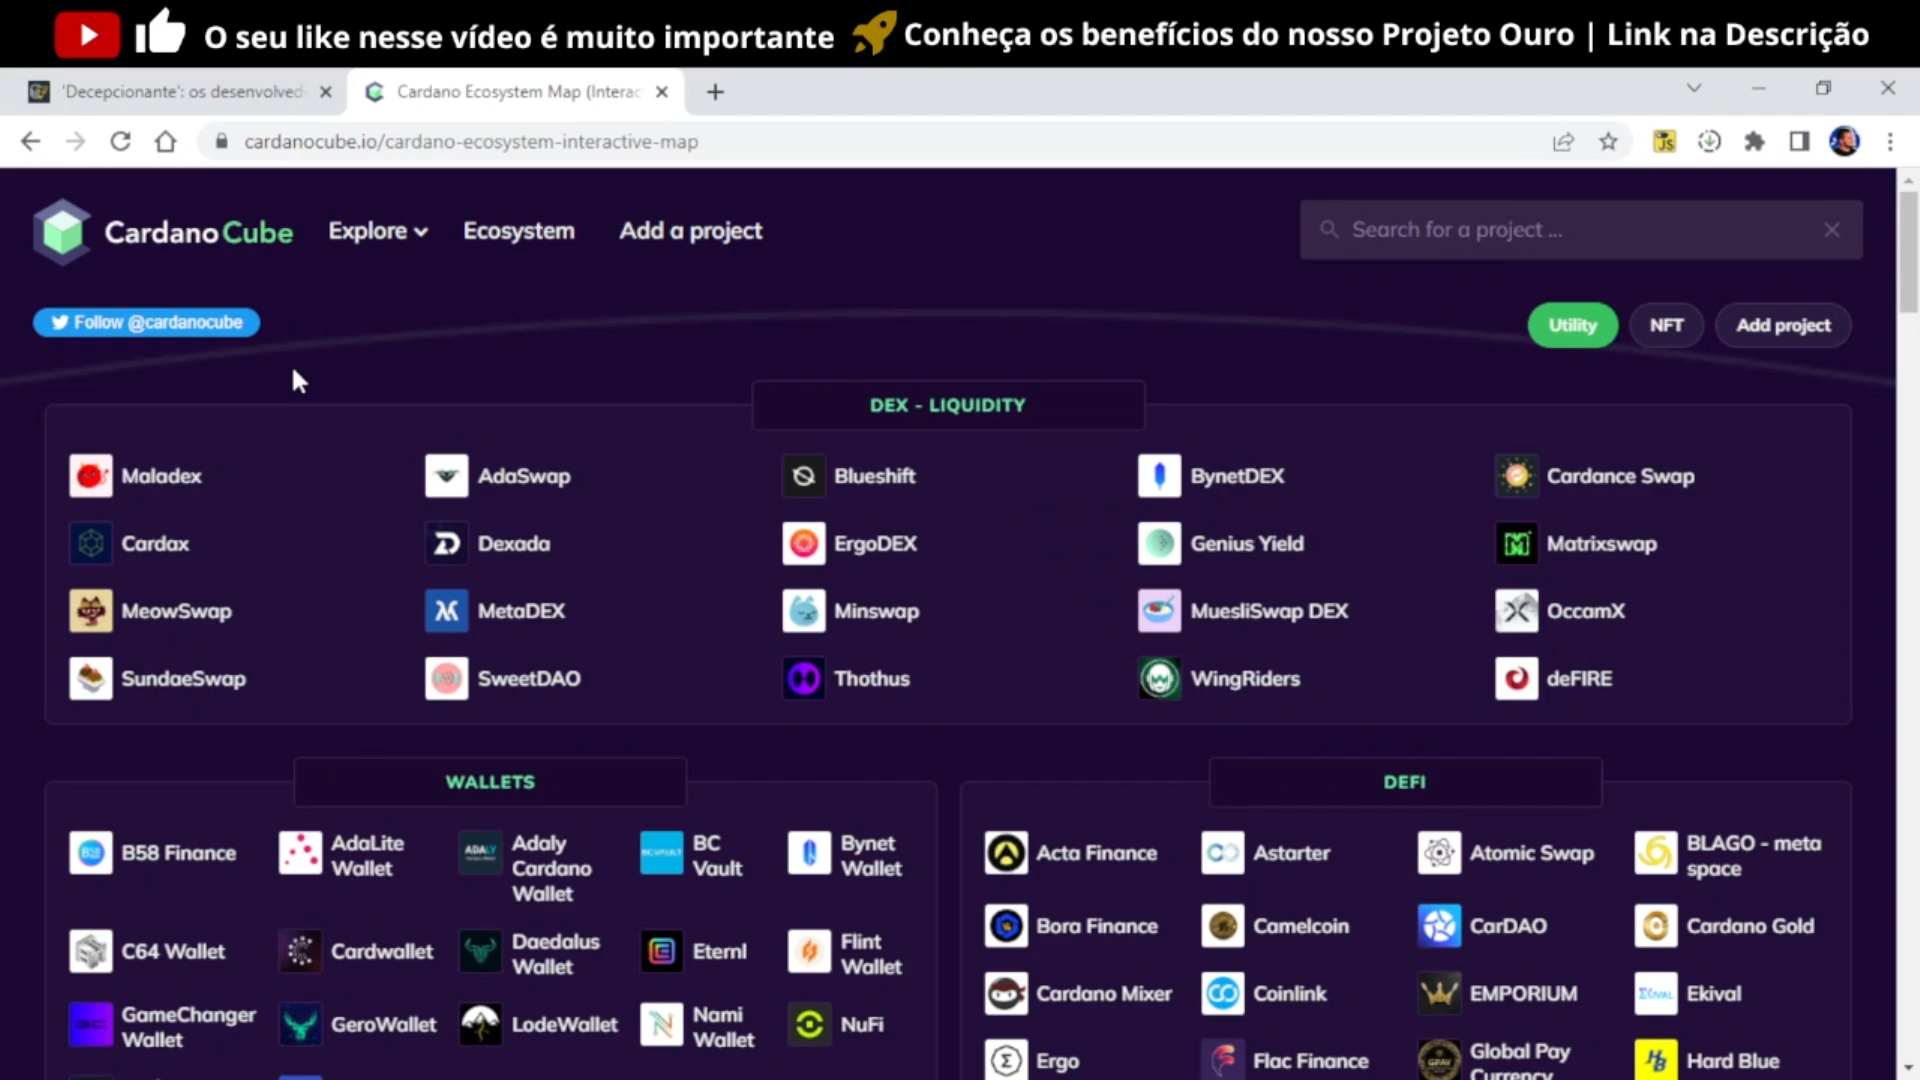 O seu like nesse vídeo é muito importante
Conheça os benefícios do nosso Projeto Ouro | Link na Descrição
'Decepcionante': os desenvolved
Cardano Ecosystem Map (Interac
cardanocube.io/cardano-ecosystem-interactive-map
JS
CardanoCube
Explore
Ecosystem
Add a project
Search for a project ...
Follow @cardanocube
Utility
NFT
Add project
DEX - LIQUIDITY
Maladex
AdaSwap
Blueshift
BynetDEX
Cardance Swap
Cardax
Dexada
ErgoDEX
Genius Yield
Matrixswap
MeowSwap
MetaDEX
Minswap
MuesliSwap DEX
OccamX
SundaeSwap
SweetDAO
Thothus
WingRiders
deFIRE
WALLETS
B58 Finance
AdaLite
Wallet
ADALY
Adaly
Cardano
Wallet
BCVAULT
BC
Vault
Bynet
Wallet
C64 Wallet
Cardwallet
Daedalus
Wallet
Eternl
Flint
Wallet
GameChanger
Wallet
GeroWallet
LodeWallet
Nami
Wallet
NuFi
DEFI
Acta Finance
Astarter
Atomic Swap
BLAGO - meta
space
Bora Finance
Camelcoin
CarDAO
Cardano Gold
Cardano Mixer
Coinlink
EMPORIUM
Ekival
Ergo
Flac Finance
GPAY
Global Pay
Currency
Hard Blue